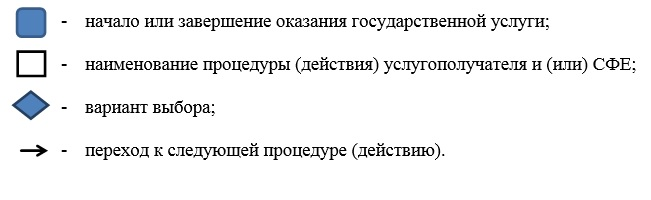 - начало или завершение оказания государственной услуги;
- наименование процедуры (действия) услугополучателя и (или) СФЕ;
- вариант выбора;
- переход к следующей процедуре (действию).